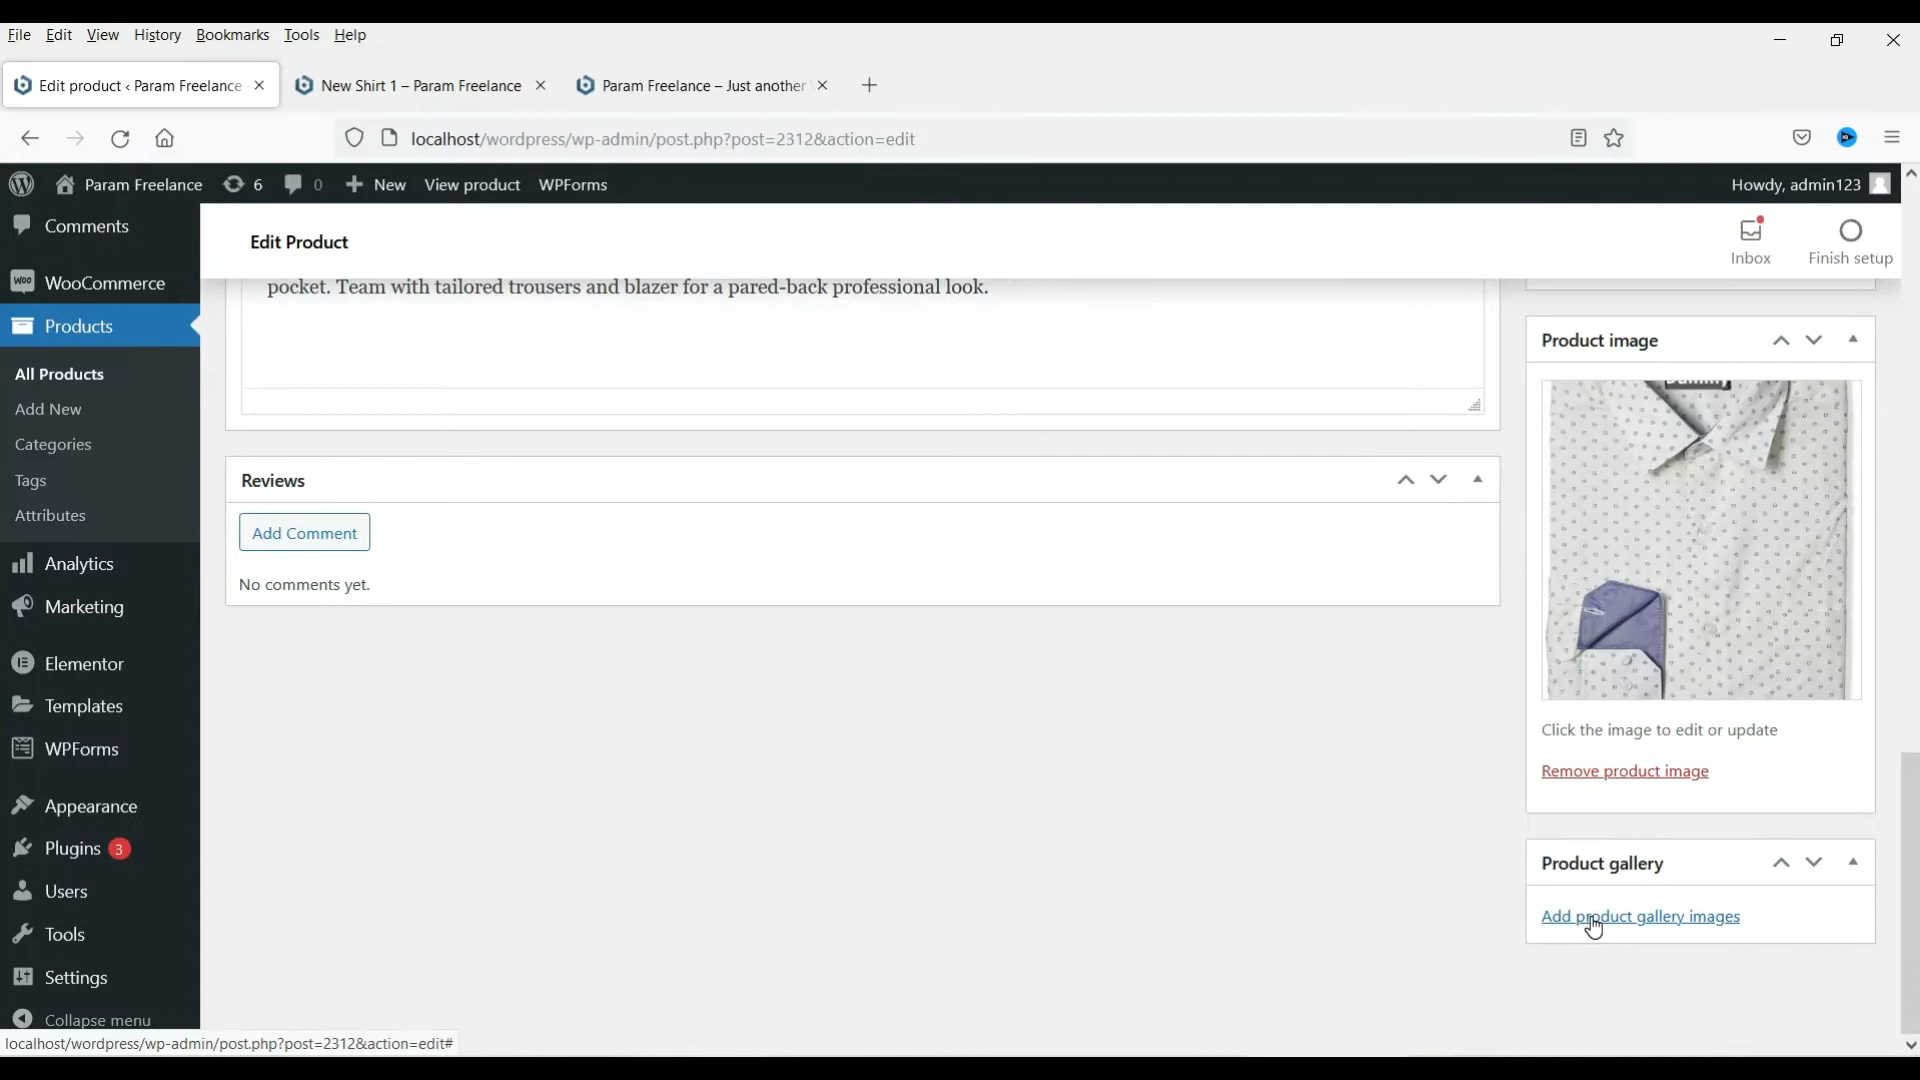 File Edit View History Bookmarks Tools Help
Edit product ‹ Param Freelance
New Shirt 1 – Param Freelance
Param Freelance – Just another
localhost/wordpress/wp-admin/post.php?post=2312&action=edit
Param Freelance 6 0 New View product WPForms Howdy, admin123
Comments
WooCommerce
Products
All Products
Add New
Categories
Tags
Attributes
Analytics
Marketing
Elementor
Templates
WPForms
Appearance
Plugins 3
Users
Tools
Settings
Collapse menu
Edit Product
Inbox
Finish setup
pocket. Team with tailored trousers and blazer for a pared-back professional look.
Reviews
Add Comment
No comments yet.
Product image
Click the image to edit or update
Remove product image
Product gallery
Add product gallery images
localhost/wordpress/wp-admin/post.php?post=2312&action=edit#